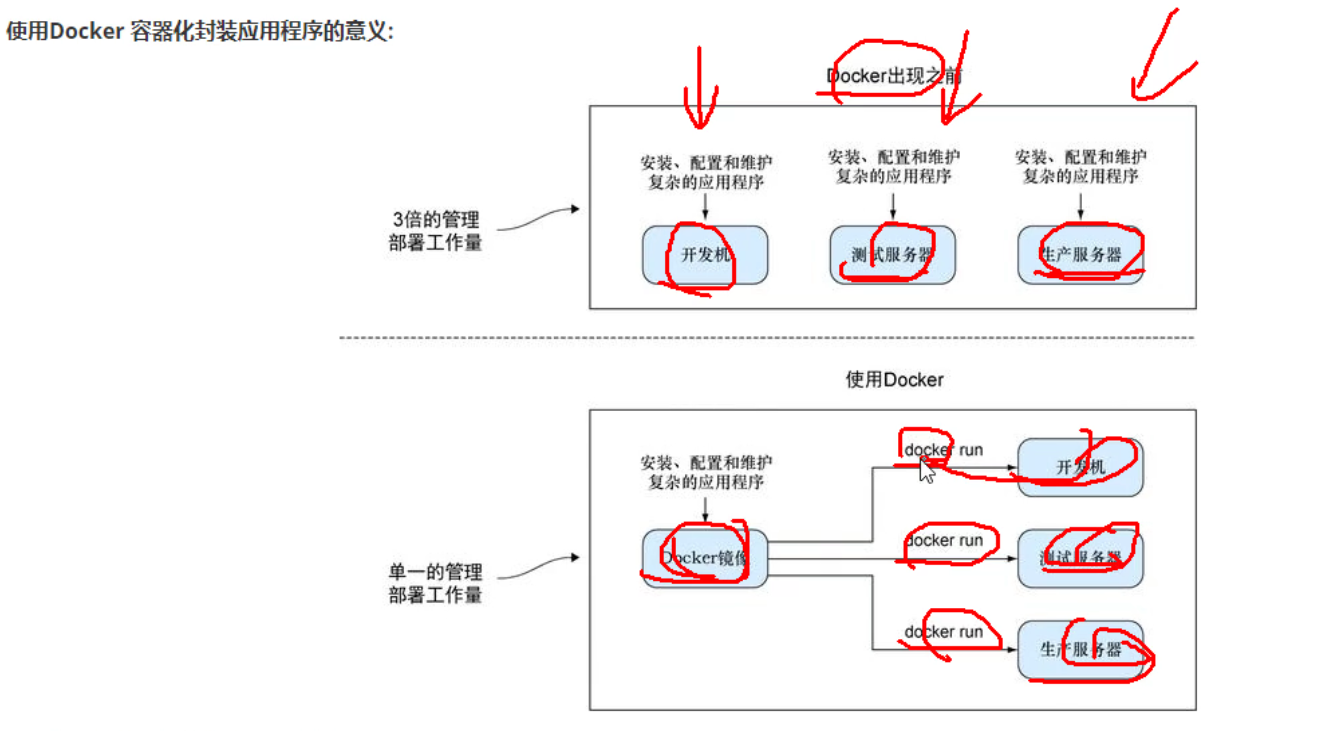 使用Docker 容器化封装应用程序的意义:
Docker出现之前
安装、配置和维护
复杂的应用程序
安装、配置和维护
复杂的应用程序
安装、配置和维护
复杂的应用程序
3倍的管理
部署工作量
开发机
测试服务器
生产服务器
使用Docker
安装、配置和维护
复杂的应用程序
docker run
开发机
Docker镜像
docker run
测试服务器
单一的管理
部署工作量
docker run
生产服务器